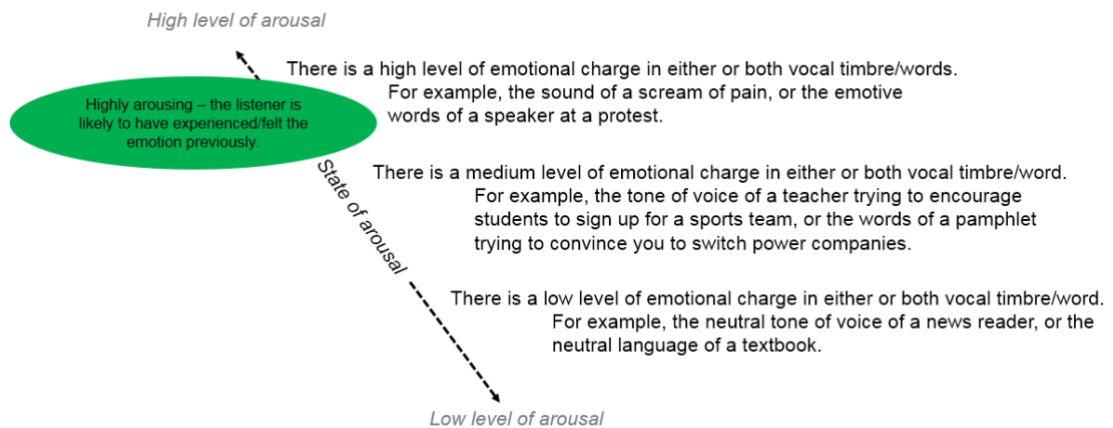 High level of arousal
There is a high level of emotional charge in either or both vocal timbre/words.
For example, the sound of a scream of pain, or the emotive
words of a speaker at a protest.
Highly arousing – the listener is
likely to have experienced/felt the
emotion previously.
State of arousal
There is a medium level of emotional charge in either or both vocal timbre/word.
For example, the tone of voice of a teacher trying to encourage
students to sign up for a sports team, or the words of a pamphlet
trying to convince you to switch power companies.
There is a low level of emotional charge in either or both vocal timbre/word.
For example, the neutral tone of voice of a news reader, or the
neutral language of a textbook.
Low level of arousal